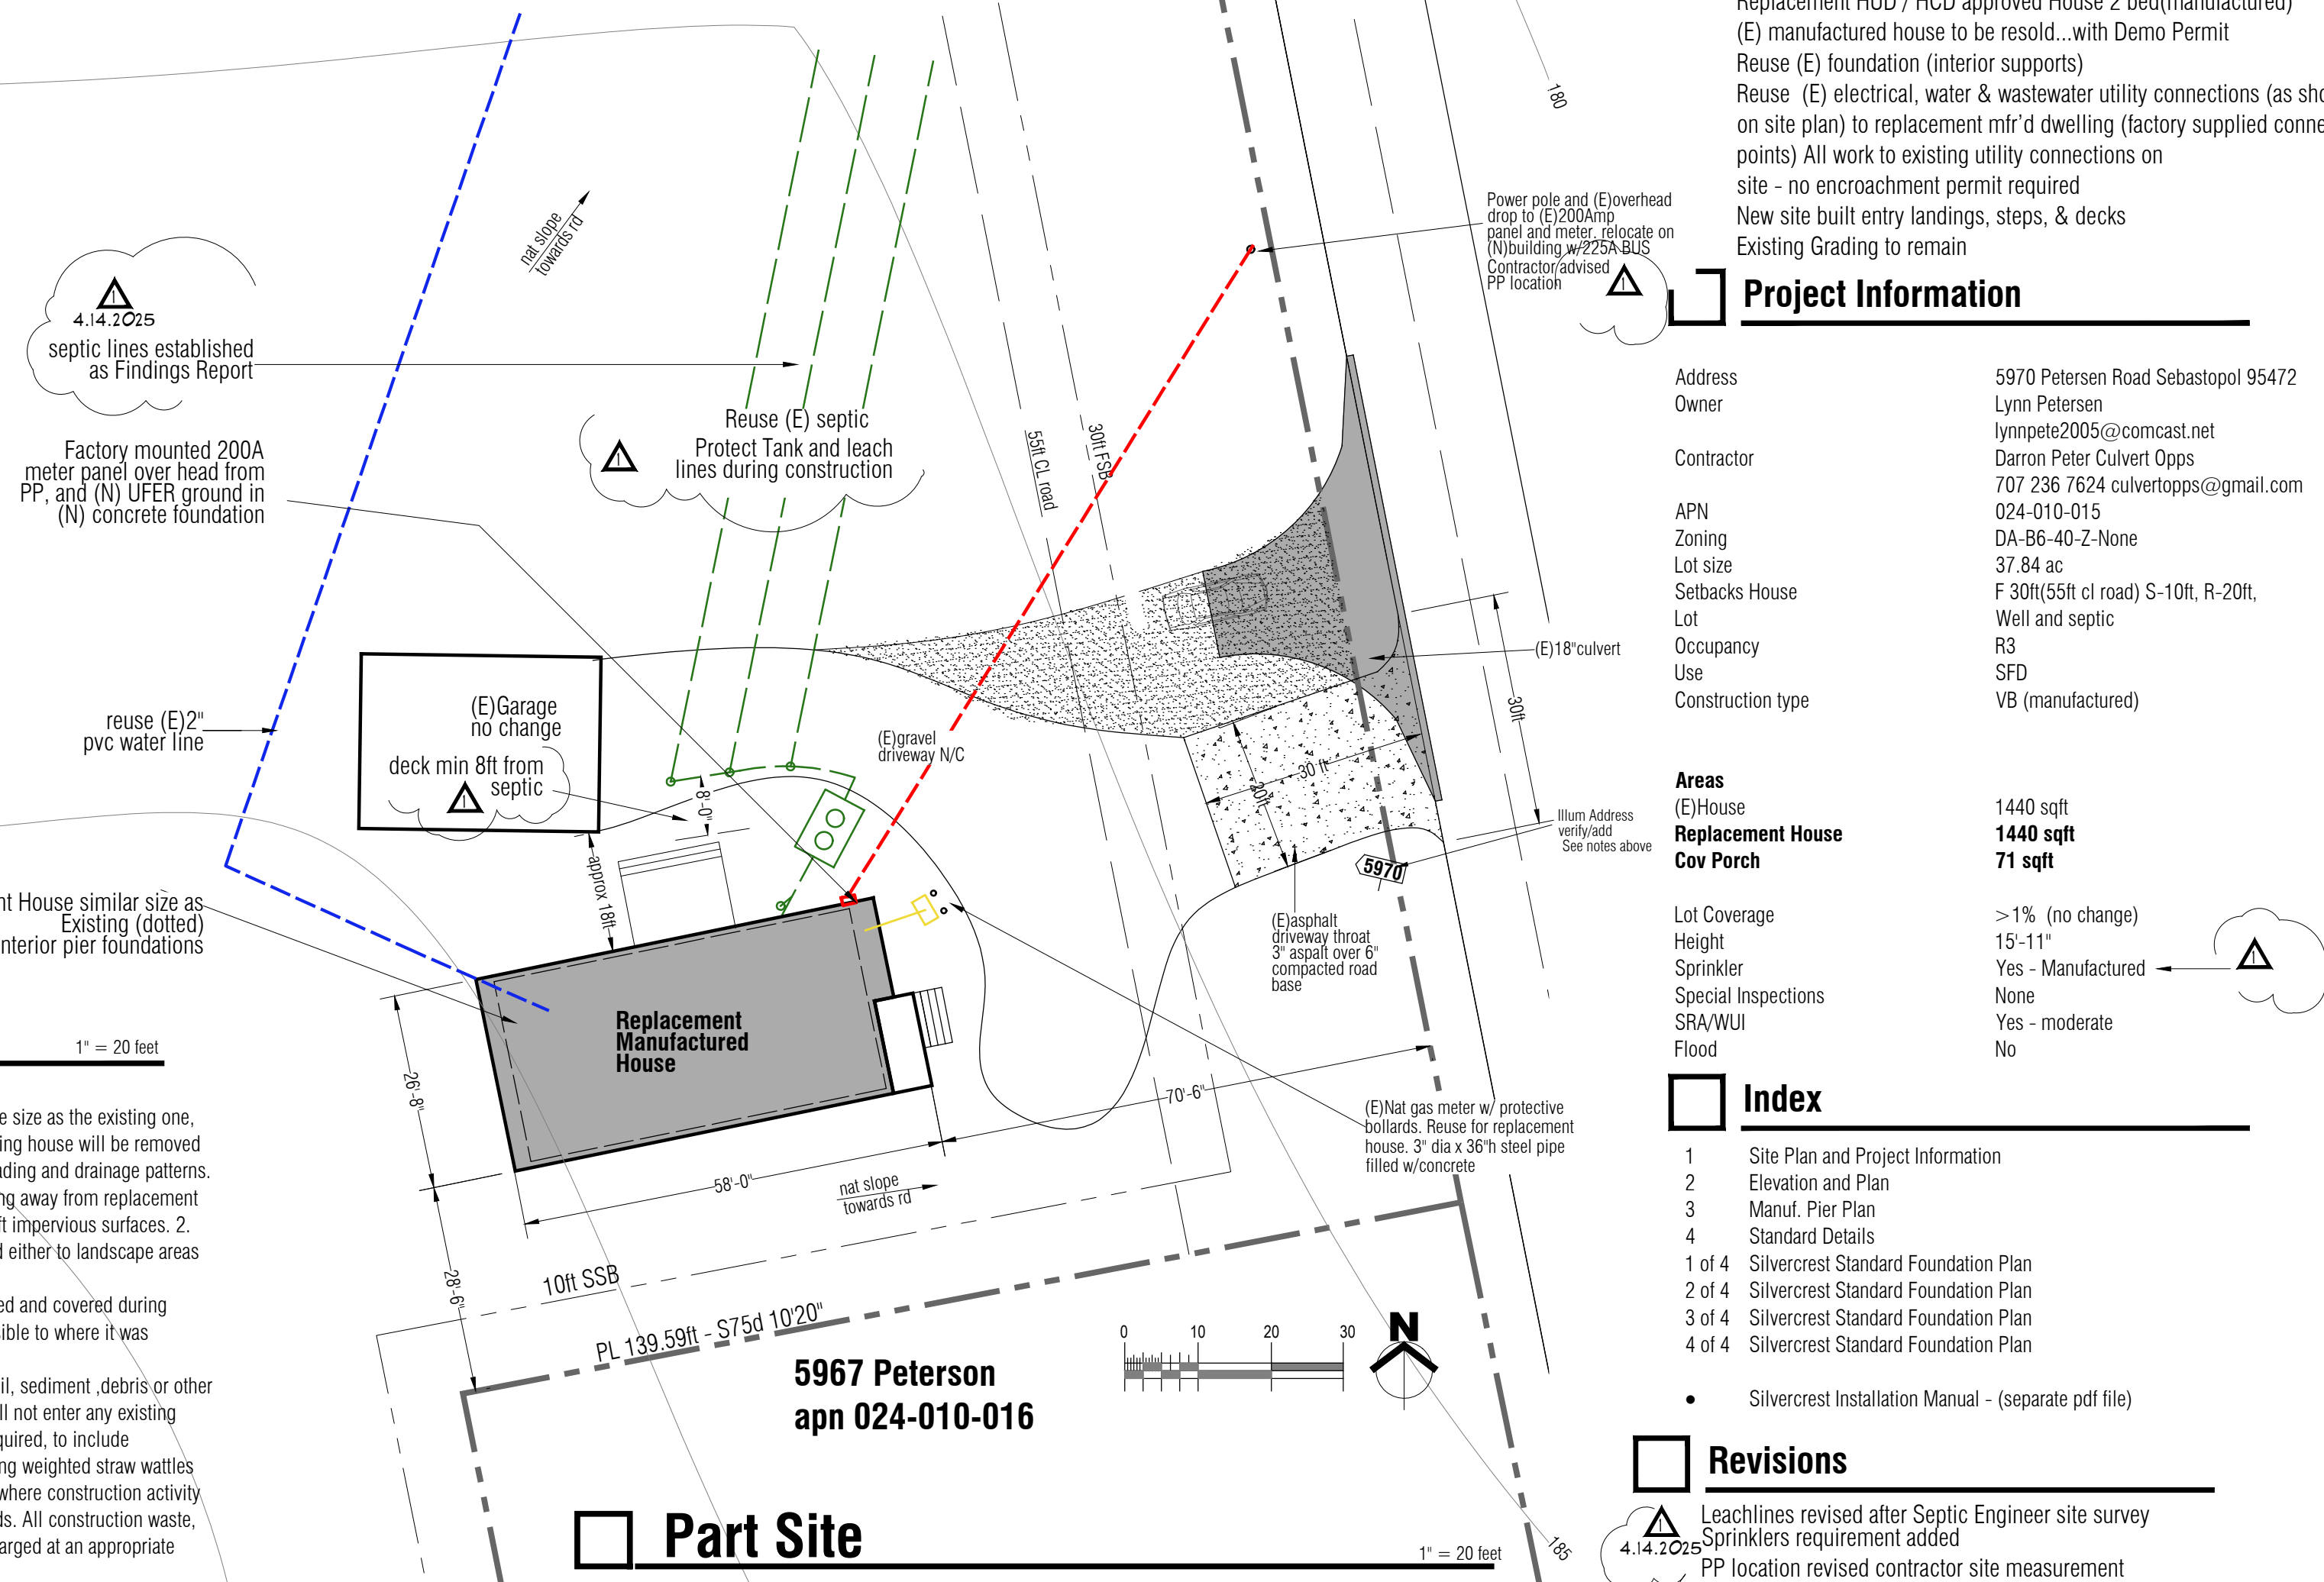 Replacement HUD / HCD approved House 2 bed(manufactured)
(E) manufactured house to be resold...with Demo Permit
Reuse (E) foundation (interior supports)
Reuse (E) electrical, water & wastewater utility connections (as sho
on site plan) to replacement mfr'd dwelling (factory supplied conne
points) All work to existing utility connections on
site - no encroachment permit required
New site built entry landings, steps, & decks
Existing Grading to remain
Project Information
Address 5970 Petersen Road Sebastopol 95472
Owner Lynn Petersen
lynnpete2005@comcast.net
Contractor Darron Peter Culvert Opps
707 236 7624 culvertopps@gmail.com
APN 024-010-015
Zoning DA-B6-40-Z-None
Lot size 37.84 ac
Setbacks House F 30ft(55ft cl road) S-10ft, R-20ft,
Lot Well and septic
Occupancy R3
Use SFD
Construction type VB (manufactured)
Areas
(E)House 1440 sqft
Replacement House 1440 sqft
Cov Porch 71 sqft
Lot Coverage >1% (no change)
Height 15'-11"
Sprinkler Yes - Manufactured
1
Special Inspections None
SRA/WUI Yes - moderate
Flood No
Index
1 Site Plan and Project Information
2 Elevation and Plan
3 Manuf. Pier Plan
4 Standard Details
1 of 4 Silvercrest Standard Foundation Plan
2 of 4 Silvercrest Standard Foundation Plan
3 of 4 Silvercrest Standard Foundation Plan
4 of 4 Silvercrest Standard Foundation Plan
• Silvercrest Installation Manual - (separate pdf file)
Revisions
1
4.14.2025
Leachlines revised after Septic Engineer site survey
Sprinklers requirement added
PP location revised contractor site measurement
180
Power pole and (E)overhead
drop to (E)200Amp
panel and meter. relocate on
(N)building w/225A BUS
Contractor advised
PP location
1
nat slope
towards rd
1
4.14.2025
septic lines established
as Findings Report
Reuse (E) septic
Protect Tank and leach
lines during construction
1
55ft CL road
30ft FSB
Factory mounted 200A
meter panel over head from
PP, and (N) UFER ground in
(N) concrete foundation
(E)18"culvert
30ft
reuse (E)2"
pvc water line
(E)Garage
no change
deck min 8ft from
septic
1
8'-0"
approx 18ft
(E)gravel
driveway N/C
30 ft
20ft
Illum Address
verify/add
See notes above
5970
(E)asphalt
driveway throat
3" aspalt over 6"
compacted road
base
nt House similar size as
Existing (dotted)
nterior pier foundations
1" = 20 feet
Replacement
Manufactured
House
26'-8"
58'-0"
70'-6"
28'-6"
nat slope
towards rd
(E)Nat gas meter w/ protective
bollards. Reuse for replacement
house. 3" dia x 36"h steel pipe
filled w/concrete
10ft SSB
PL 139.59ft - S75d 10'20"
5967 Peterson
apn 024-010-016
0 10 20 30
N
e size as the existing one,
ing house will be removed
ading and drainage patterns.
ng away from replacement
ft impervious surfaces. 2.
d either to landscape areas
ed and covered during
sible to where it was
il, sediment ,debris or other
ll not enter any existing
quired, to include
ng weighted straw wattles
where construction activity
ds. All construction waste,
arged at an appropriate
Part Site
1" = 20 feet
185